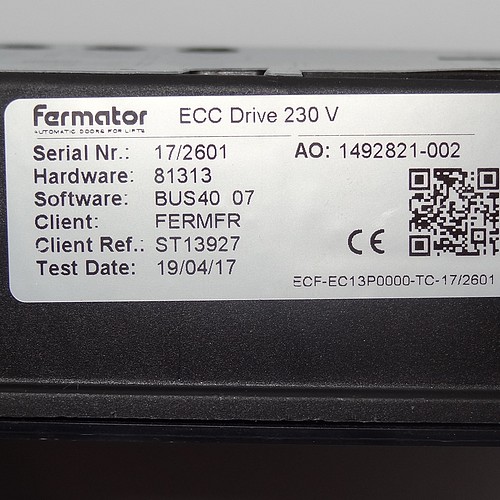 fermator ECC Drive 230 V
AUTOMATIC DOORS FOR LIFTS
Serial Nr.: 17/2601 AO: 1492821-002
Hardware: 81313
Software: BUS40 07
Client: FERMFR
Client Ref.: ST13927
Test Date: 19/04/17
CE
ECF-EC13P0000-TC-17/2601